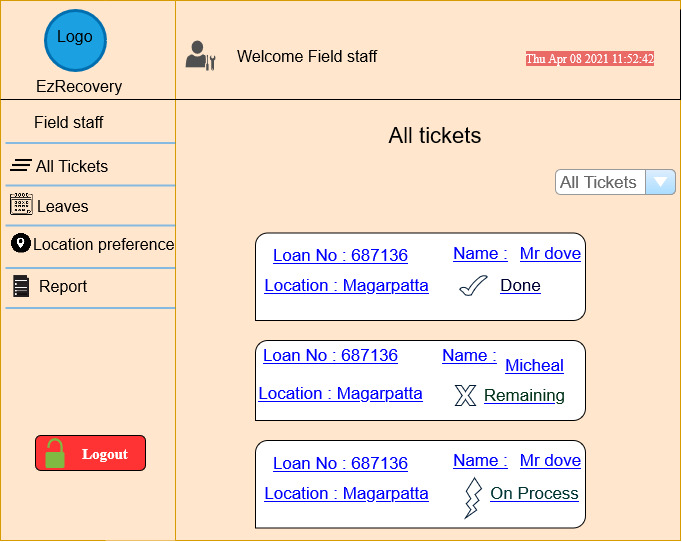 Logo
EzRecovery
Welcome Field staff
Thu Apr 08 2021 11:52:42
Field staff
All Tickets
Leaves
Location preference
Report
Logout
All tickets
All Tickets
Loan No : 687136 Name : Mr dove
Location : Magarpatta Done
Loan No : 687136 Name : Micheal
Location : Magarpatta Remaining
Loan No : 687136 Name : Mr dove
Location : Magarpatta On Process